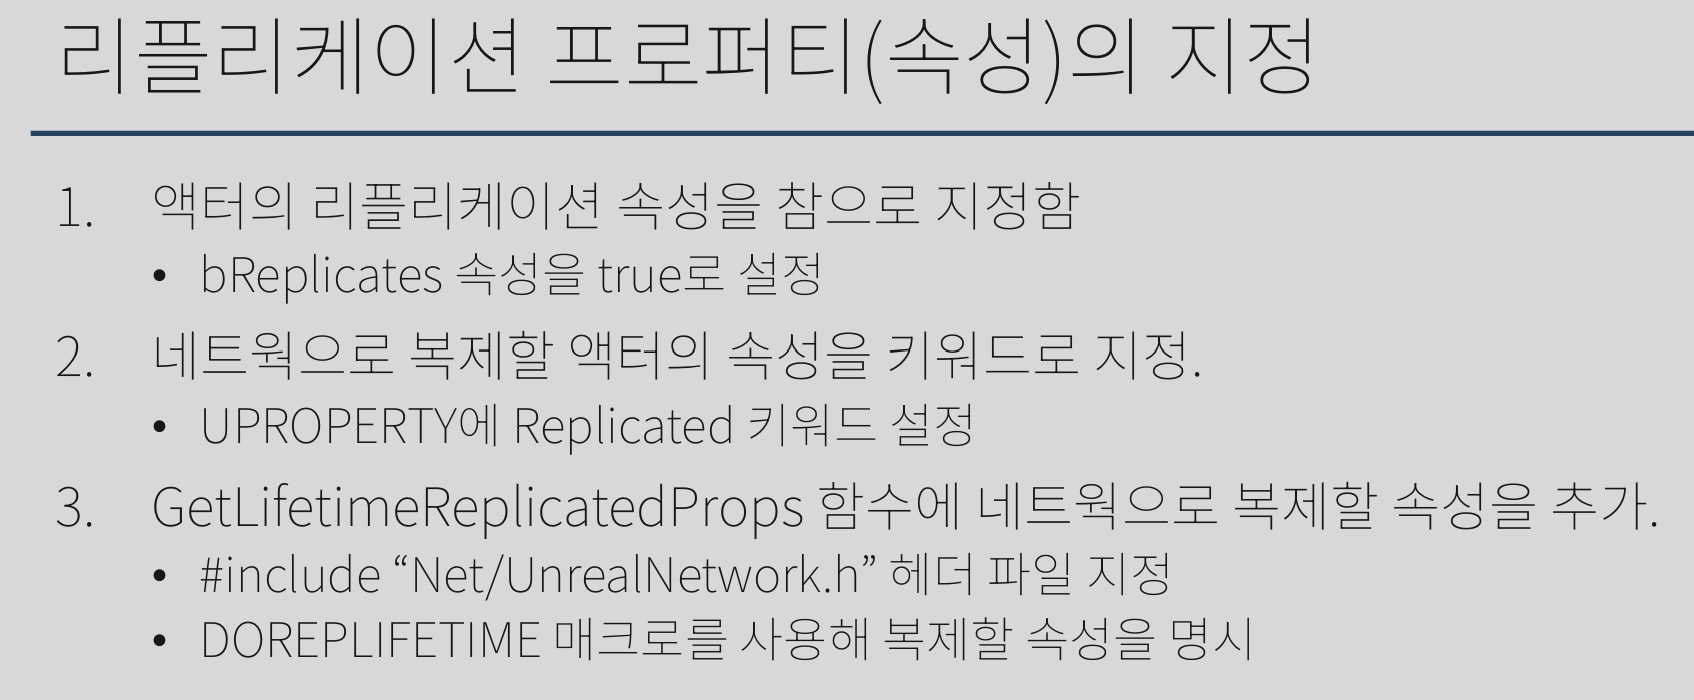 리플리케이션 프로퍼티(속성)의 지정
1. 액터의 리플리케이션 속성을 참으로 지정함
• bReplicates 속성을 true로 설정
2. 네트웍으로 복제할 액터의 속성을 키워드로 지정.
• UPROPERTY에 Replicated 키워드 설정
3. GetLifetimeReplicatedProps 함수에 네트웍으로 복제할 속성을 추가.
• #include “Net/UnrealNetwork.h” 헤더 파일 지정
• DOREPLIFETIME 매크로를 사용해 복제할 속성을 명시